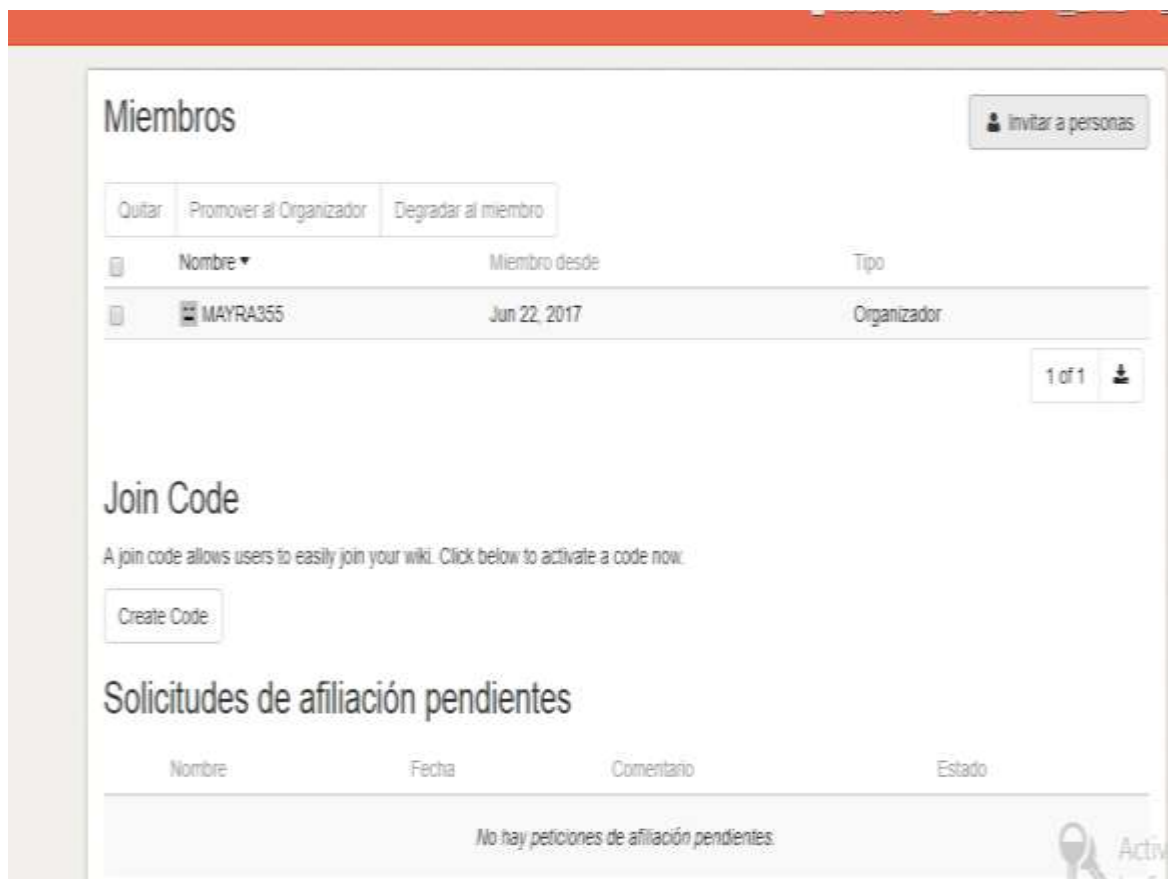 Miembros
Invitar a personas
Quitar Promover al Organizador Degradar al miembro
Nombre Miembro desde Tipo
MAYRA355 Jun 22, 2017 Organizador
1 of 1
Join Code
A join code allows users to easily join your wiki. Click below to activate a code now.
Create Code
Solicitudes de afiliación pendientes
Nombre Fecha Comentario Estado
No hay peticiones de afiliación pendientes.
Activ